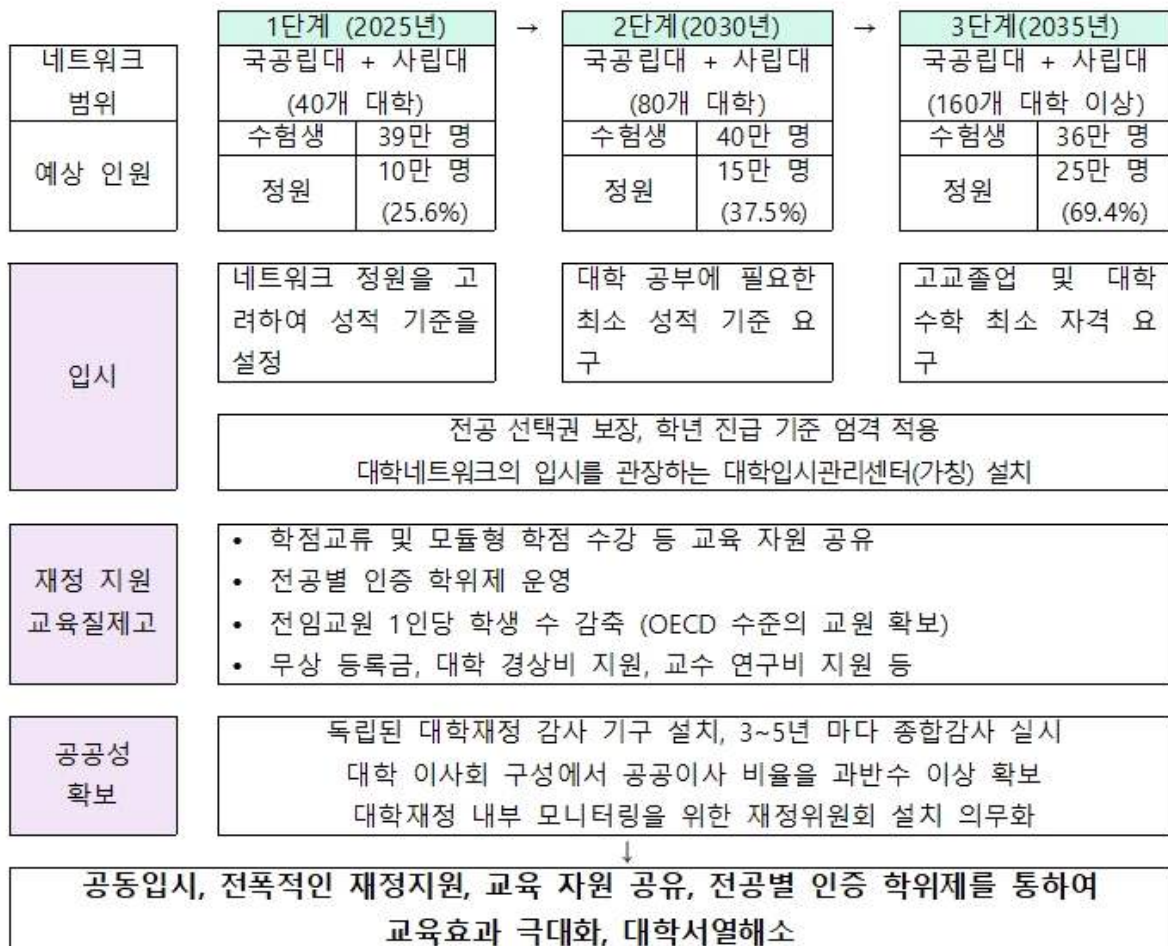 1단계 (2025년) → 2단계(2030년) → 3단계(2035년)
네트워크 범위
국공립대 + 사립대
(40개 대학)
국공립대 + 사립대
(80개 대학)
국공립대 + 사립대
(160개 대학 이상)
예상 인원
수험생 39만 명
정원 10만 명
(25.6%)
수험생 40만 명
정원 15만 명
(37.5%)
수험생 36만 명
정원 25만 명
(69.4%)
입시
네트워크 정원을 고
려하여 성적 기준을
설정
대학 공부에 필요한
최소 성적 기준 요
구
고교졸업 및 대학
수학 최소 자격 요
구
전공 선택권 보장, 학년 진급 기준 엄격 적용
대학네트워크의 입시를 관장하는 대학입시관리센터(가칭) 설치
재정 지원
교육질제고
• 학점교류 및 모듈형 학점 수강 등 교육 자원 공유
• 전공별 인증 학위제 운영
• 전임교원 1인당 학생 수 감축 (OECD 수준의 교원 확보)
• 무상 등록금, 대학 경상비 지원, 교수 연구비 지원 등
공공성
확보
독립된 대학재정 감사 기구 설치, 3~5년 마다 종합감사 실시
대학 이사회 구성에서 공공이사 비율을 과반수 이상 확보
대학재정 내부 모니터링을 위한 재정위원회 설치 의무화
↓
공동입시, 전폭적인 재정지원, 교육 자원 공유, 전공별 인증 학위제를 통하여
교육효과 극대화, 대학서열해소